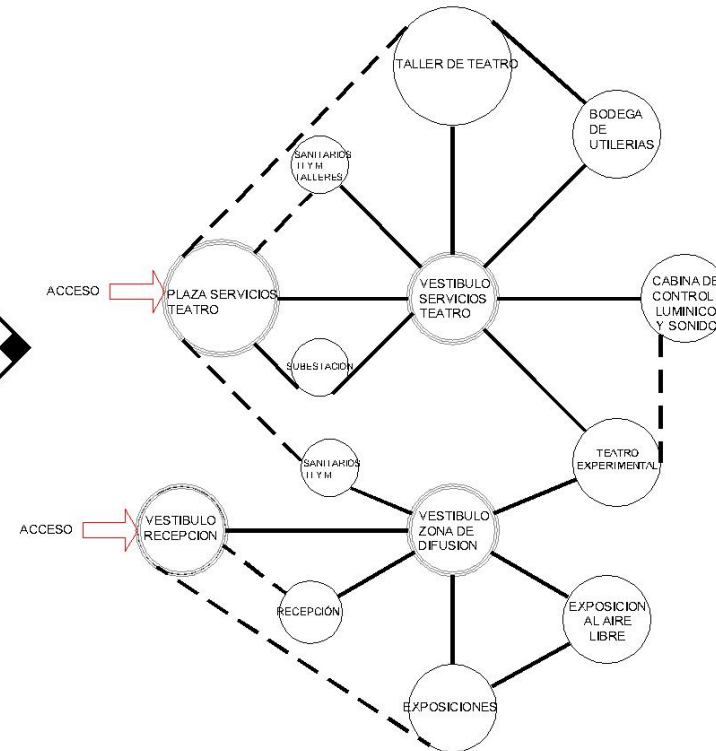 TALLER DE TEATRO
BODEGA
DE
UTILERIAS
SANITARIOS
H Y M
TALLERES
ACCESO
PLAZA SERVICIOS
TEATRO
VESTIBULO
SERVICIOS
TEATRO
CABINA DE
CONTROL
LUMINICO
Y SONIDO
SUBESTACION
SANITARIOS
H Y M
TEATRO
EXPERIMENTAL
ACCESO
VESTIBULO
RECEPCION
VESTIBULO
ZONA DE
DIFUSION
RECEPCIÓN
EXPOSICION
AL AIRE
LIBRE
EXPOSICIONES